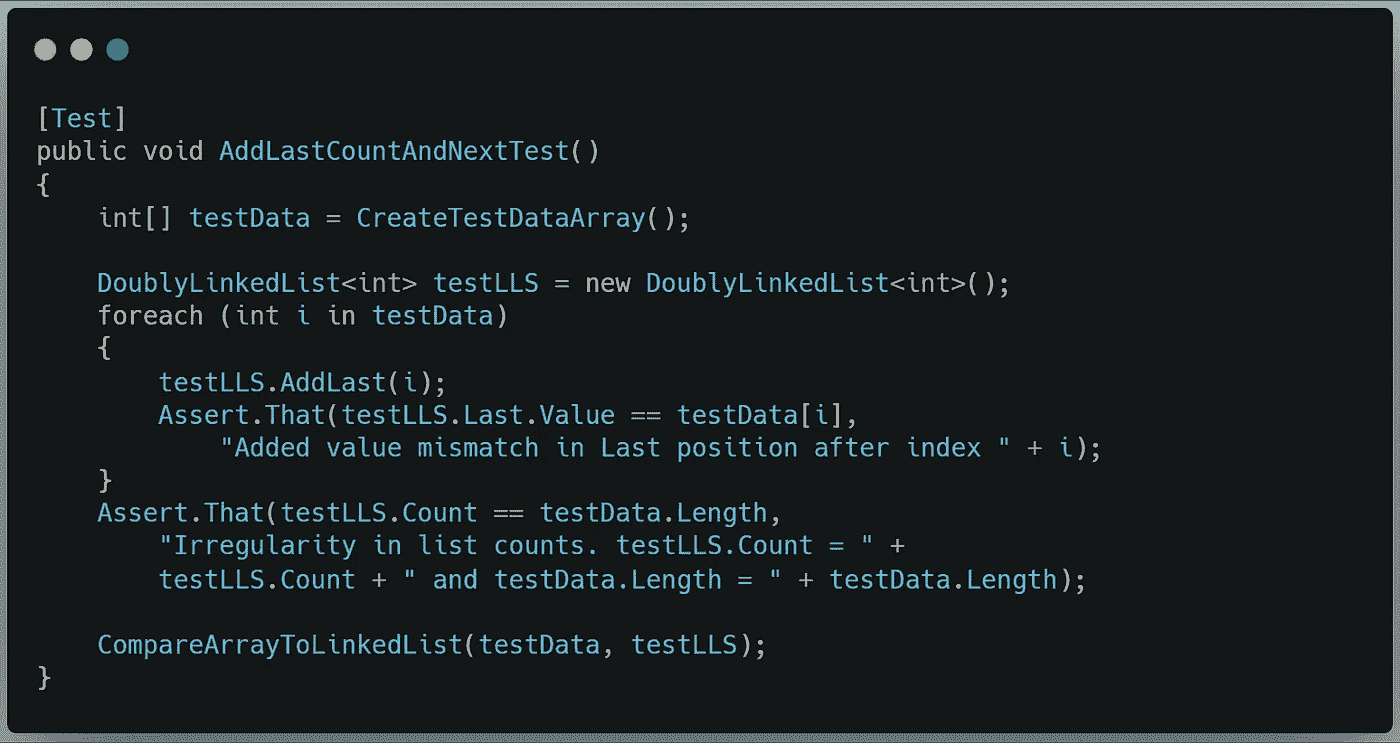 [Test]
public void AddLastCountAndNextTest()
{
    int[] testData = CreateTestDataArray();

    DoublyLinkedList<int> testLLS = new DoublyLinkedList<int>();
    foreach (int i in testData)
    {
        testLLS.AddLast(i);
        Assert.That(testLLS.Last.Value == testData[i],
            "Added value mismatch in Last position after index " + i);
    }
    Assert.That(testLLS.Count == testData.Length,
        "Irregularity in list counts. testLLS.Count = " +
        testLLS.Count + " and testData.Length = " + testData.Length);

    CompareArrayToLinkedList(testData, testLLS);
}